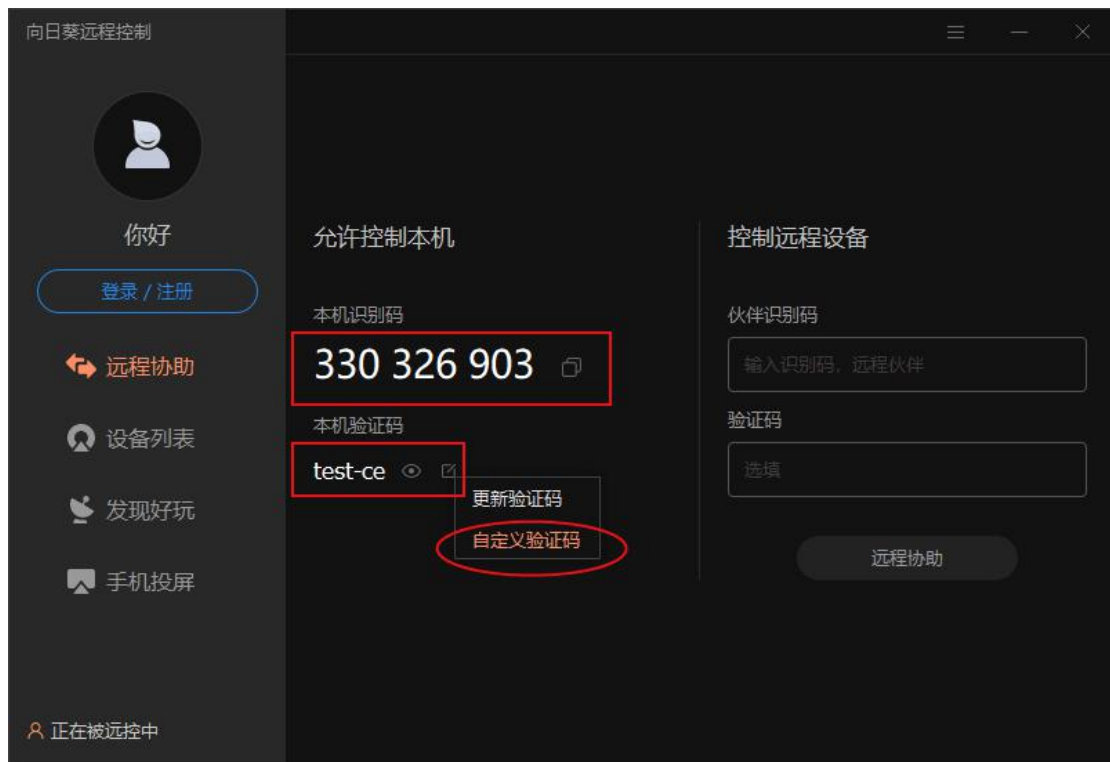 向日葵远程控制
你好
登录 / 注册
远程协助
设备列表
发现好玩
手机投屏
正在被远控中
允许控制本机
本机识别码
330 326 903
本机验证码
test-ce
更新验证码
自定义验证码
控制远程设备
伙伴识别码
输入识别码，远程伙伴
验证码
选填
远程协助